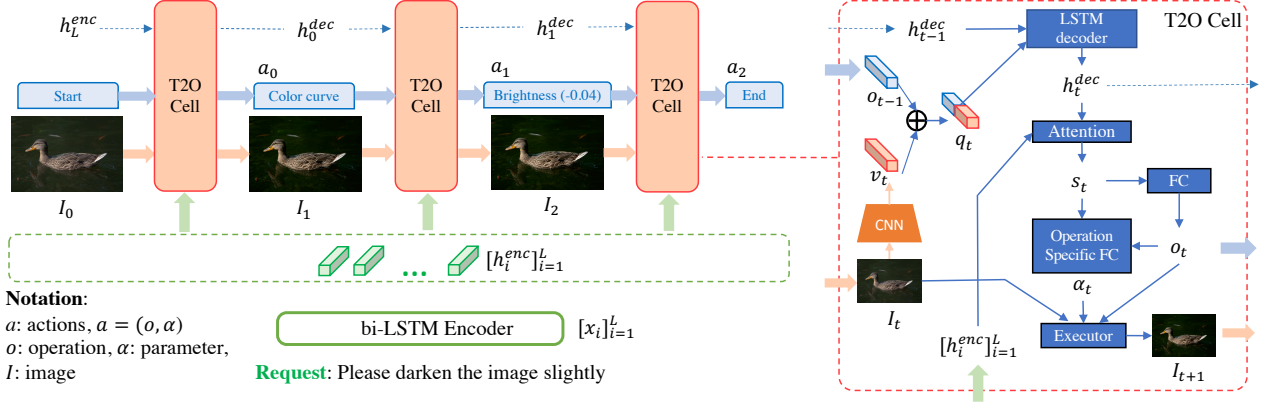 h_L^{enc}
h_0^{dec}
h_1^{dec}
T2O
Cell
T2O
Cell
T2O
Cell
Start
a_0
Color curve
a_1
Brightness (-0.04)
a_2
End
I_0
I_1
I_2
... [h_i^{enc}]_{i=1}^L
Notation:
a: actions, a = (o, α)
o: operation, α: parameter,
I: image
bi-LSTM Encoder [x_i]_{i=1}^L
Request: Please darken the image slightly
T2O Cell
h_{t-1}^{dec}
LSTM
decoder
o_{t-1}
h_t^{dec}
q_t
Attention
v_t
s_t
FC
CNN
Operation
Specific FC
o_t
α_t
I_t
[h_i^{enc}]_{i=1}^L
Executor
I_{t+1}